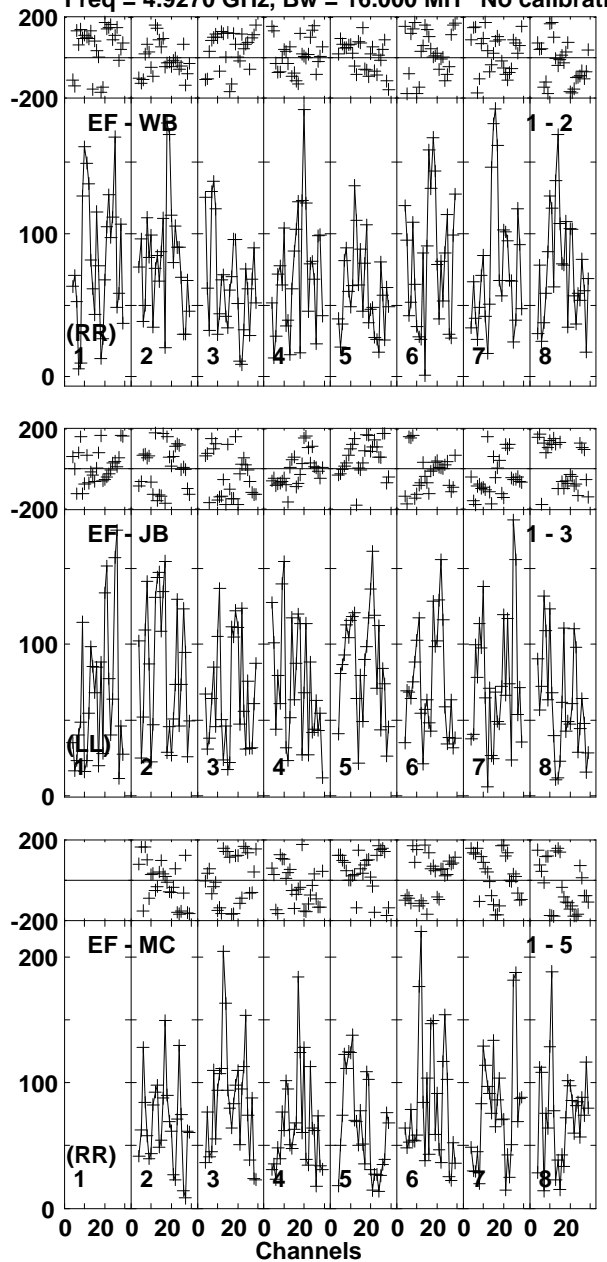 Freq = 4.9270 GHz, Bw = 16.000 MH No calibrati
200
-200
EF - WB 1 - 2
100
(RR)
1 2 3 4 5 6 7 8
0
200
-200
EF - JB 1 - 3
100
(LL)
1 2 3 4 5 6 7 8
0
200
-200
EF - MC 1 - 5
200
100
(RR)
1 2 3 4 5 6 7 8
0
0 20 0 20 0 20 0 20 0 20 0 20 0 20 0 20
Channels